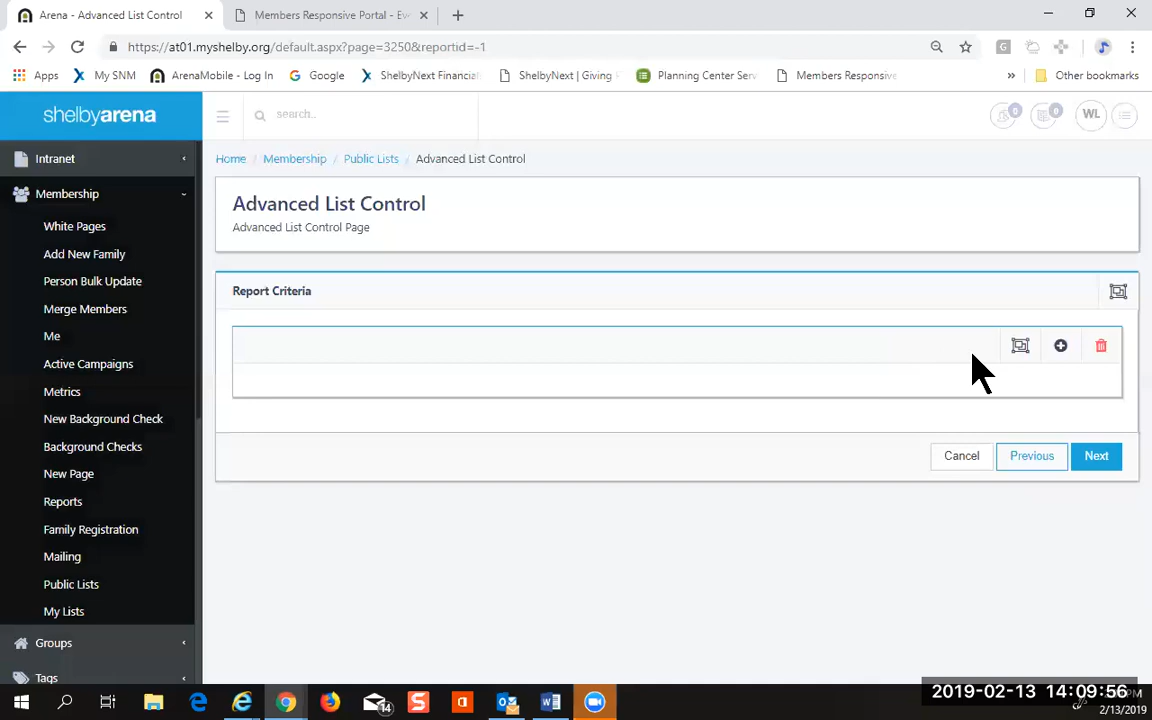 Arena - Advanced List Control
Members Responsive Portal - Ev
https://at01.myshelby.org/default.aspx?page=3250&reportid=-1
Apps
My SNM
ArenaMobile - Log In
Google
ShelbyNext Financial
ShelbyNext | Giving
Planning Center Serv
Members Responsive
Other bookmarks
shelbyarena
search..
0
0
WL
Intranet
Home / Membership / Public Lists / Advanced List Control
Membership
Advanced List Control
White Pages
Advanced List Control Page
Add New Family
Person Bulk Update
Report Criteria
Merge Members
Me
Active Campaigns
Metrics
New Background Check
Background Checks
Cancel
Previous
Next
New Page
Reports
Family Registration
Mailing
Public Lists
My Lists
Groups
Tags
14
2019-02-13 14:09:56
2/13/2019